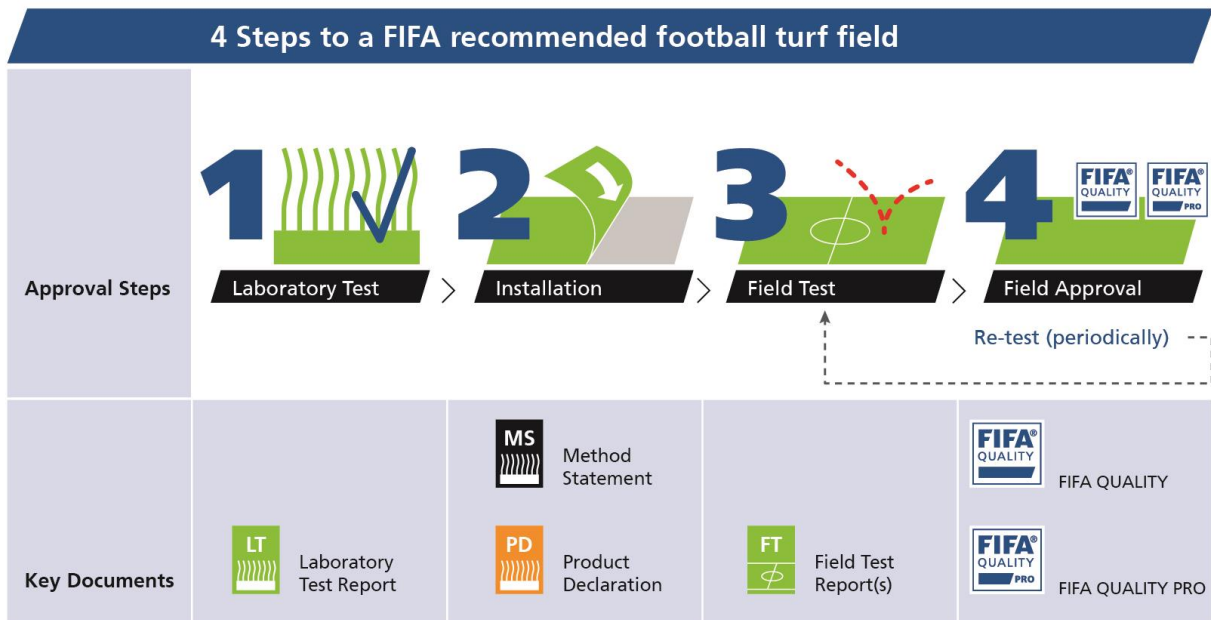 4 Steps to a FIFA recommended football turf field
1
2
3
4
FIFA®
QUALITY
FIFA®
QUALITY
PRO
Approval Steps
Laboratory Test
>
Installation
>
Field Test
>
Field Approval
Re-test (periodically)
Key Documents
LT
Laboratory
Test Report
MS
Method
Statement
PD
Product
Declaration
FT
Field Test
Report(s)
FIFA®
QUALITY
FIFA QUALITY
FIFA®
QUALITY
PRO
FIFA QUALITY PRO